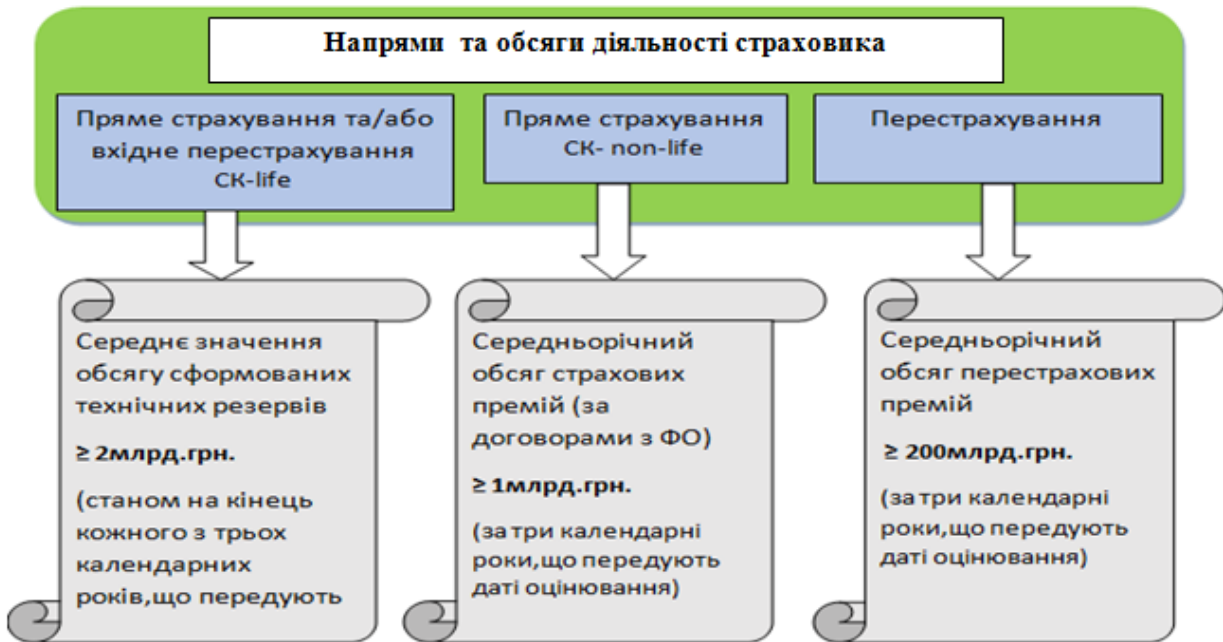 Напрями та обсяги діяльності страховика
Пряме страхування та/або
вхідне перестрахування
СК-life
Пряме страхування
СК- non-life
Перестрахування
Середнє значення
обсягу сформованих
технічних резервів
≥ 2млрд.грн.
(станом на кінець
кожного з трьох
календарних
років,що передують
Середньорічний
обсяг страхових
премій (за
договорами з ФО)
≥ 1млрд.грн.
(за три календарні
роки,що передують
даті оцінювання)
Середньорічний
обсяг перестрахових
премій
≥ 200млрд.грн.
(за три календарні
роки,що передують
даті оцінювання)